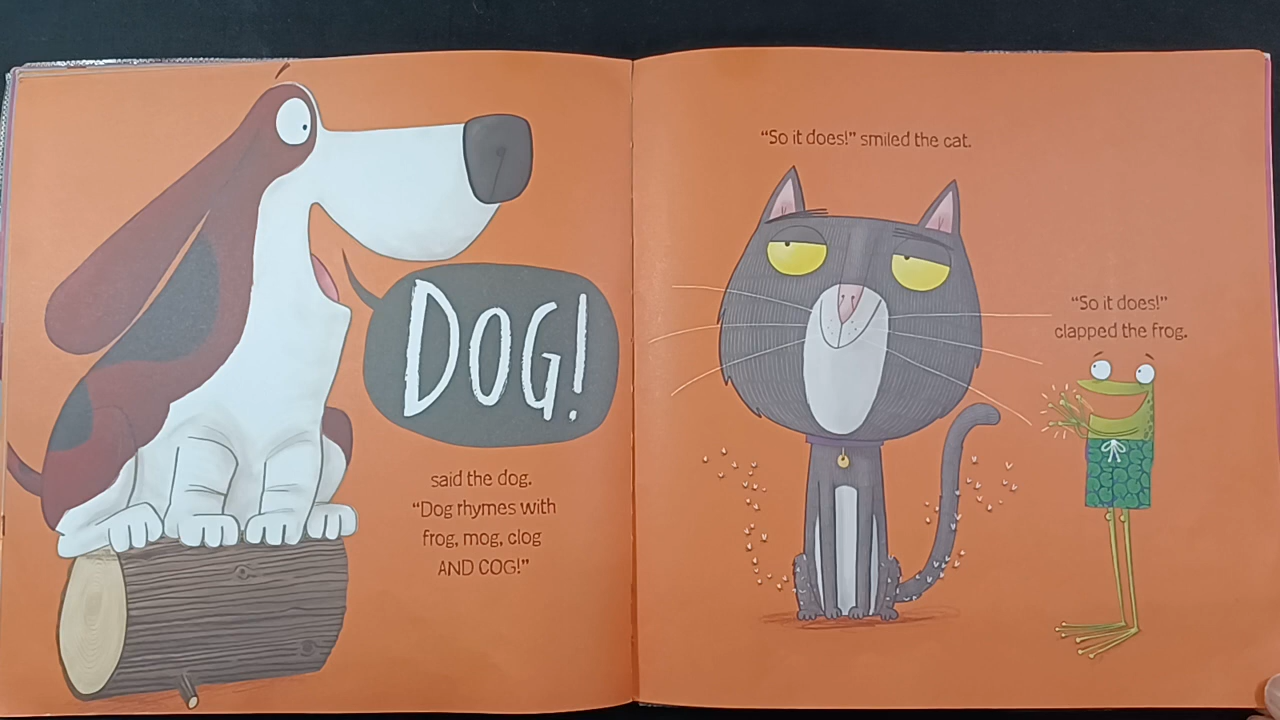 DOG!
said the dog.
“Dog rhymes with
frog, mog, clog
AND COG!”
“So it does!” smiled the cat.
“So it does!”
clapped the frog.